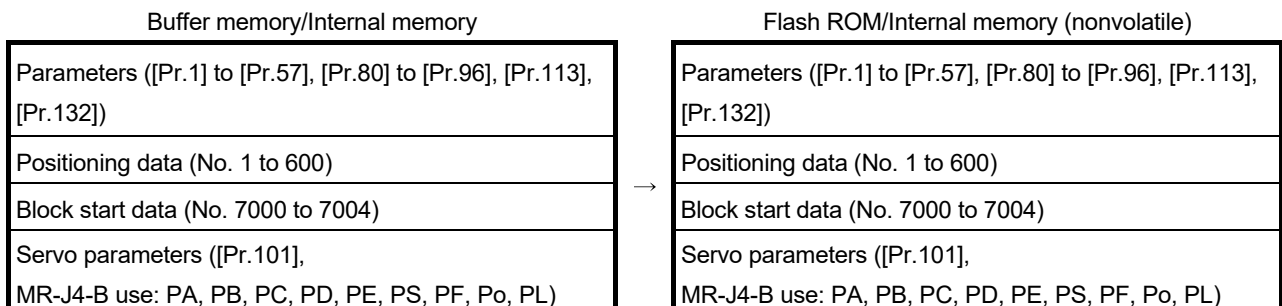 Buffer memory/Internal memory
Parameters ([Pr.1] to [Pr.57], [Pr.80] to [Pr.96], [Pr.113],
[Pr.132])
Positioning data (No. 1 to 600)
Block start data (No. 7000 to 7004)
Servo parameters ([Pr.101],
MR-J4-B use: PA, PB, PC, PD, PE, PS, PF, Po, PL)
→
Flash ROM/Internal memory (nonvolatile)
Parameters ([Pr.1] to [Pr.57], [Pr.80] to [Pr.96], [Pr.113],
[Pr.132])
Positioning data (No. 1 to 600)
Block start data (No. 7000 to 7004)
Servo parameters ([Pr.101],
MR-J4-B use: PA, PB, PC, PD, PE, PS, PF, Po, PL)